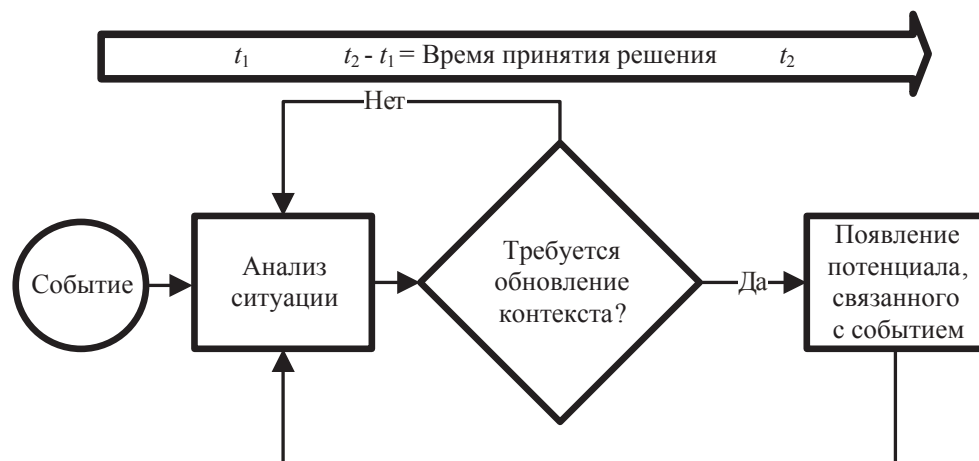 t1 t2 - t1 = Время принятия решения t2
Нет
Событие
Анализ
ситуации
Требуется
обновление
контекста?
Да
Появление
потенциала,
связанного
с событием